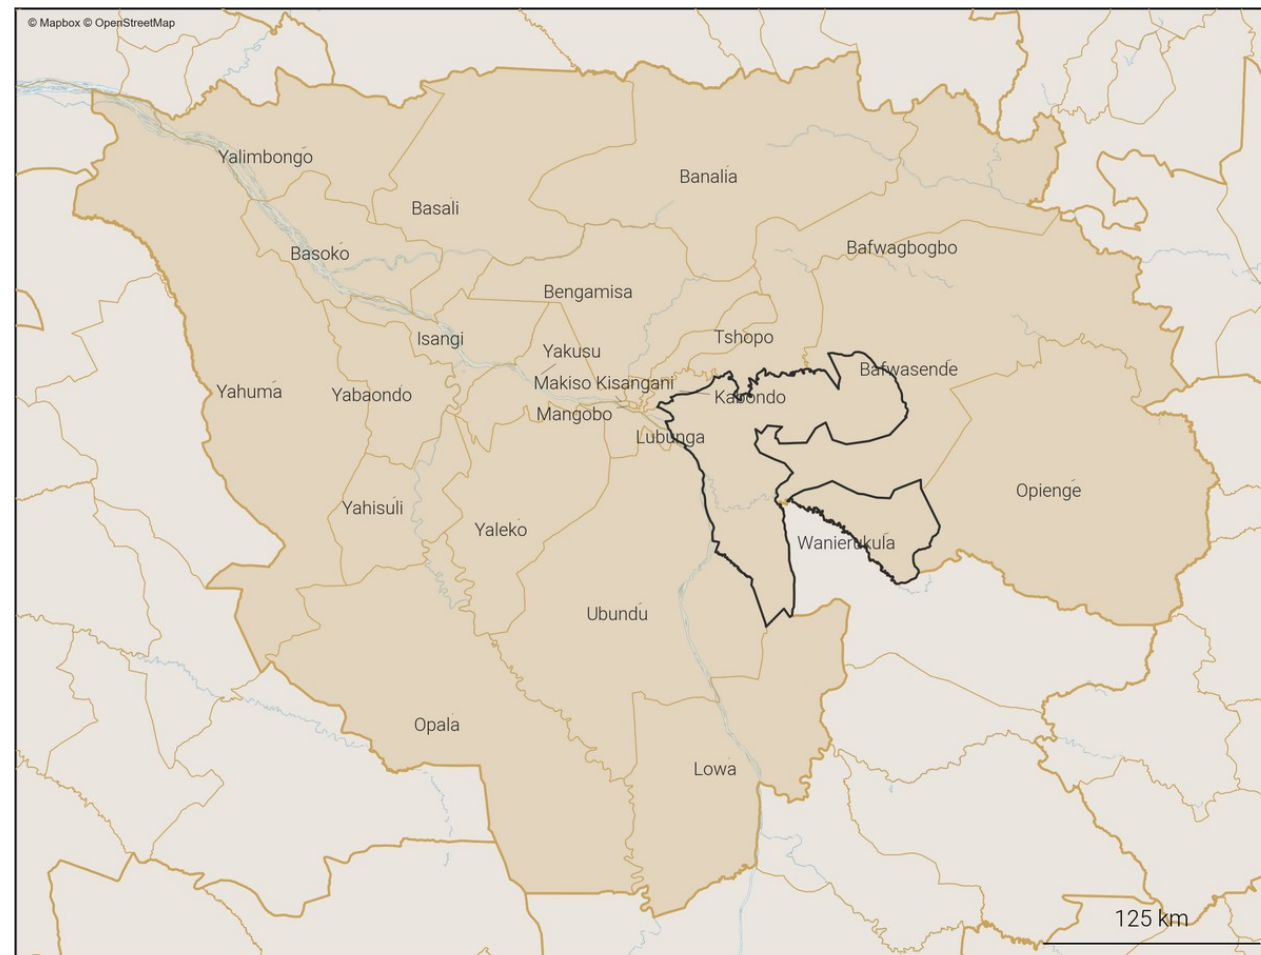 © Mapbox © OpenStreetMap
Yalimbongo
Banalia
Basali
Bafwagbogbo
Basoko
Bengamisa
Tshopo
Isangi
Yakusu
Bafwasende
Makiso Kisangani
Yahuma
Yabaondo
Kabondo
Mangobo
Lubunga
Opienge
Yahisuli
Yaleko
Wanierukula
Ubundu
Opala
Lowa
125 km